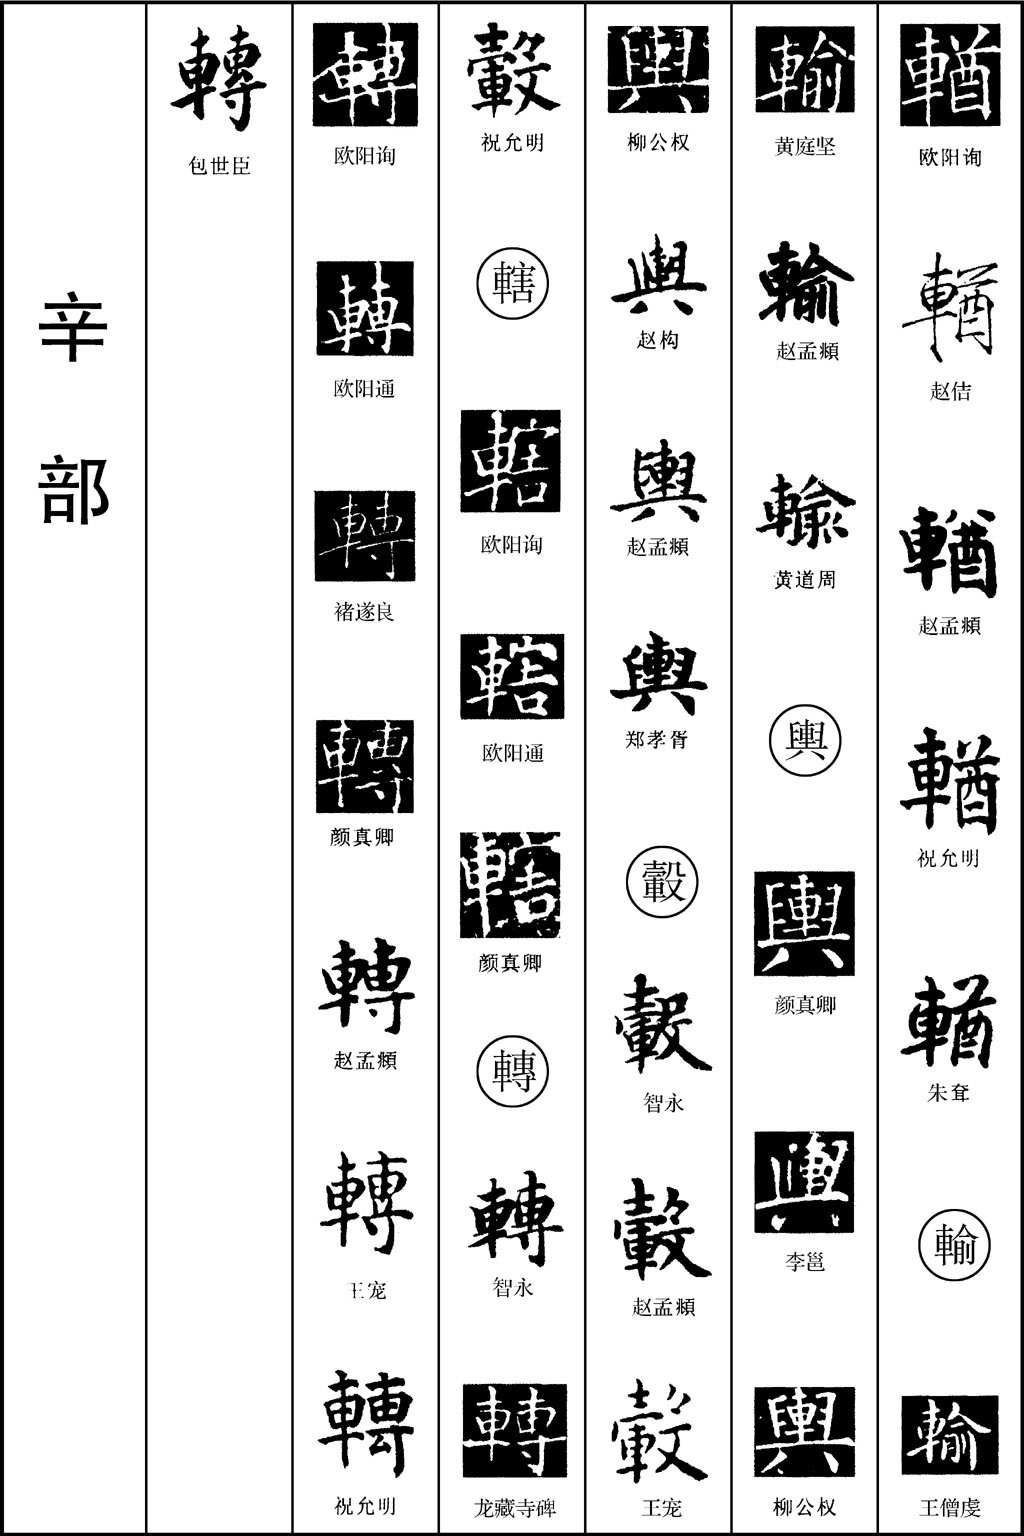 輶
欧阳询
輶
赵佶
輶
赵孟頫
輶
祝允明
輶
朱耷
輸
輸
王僧虔
輸
黄庭坚
輸
赵孟頫
輸
黄道周
輿
輿
颜真卿
輿
李邕
輿
柳公权
輿
柳公权
輿
赵构
輿
赵孟頫
輿
郑孝胥
轂
轂
智永
轂
赵孟頫
轂
王宠
轂
祝允明
轄
轄
欧阳询
轄
欧阳通
轄
颜真卿
轉
轉
智永
轉
龙藏寺碑
轉
欧阳询
轉
欧阳通
轉
褚遂良
轉
颜真卿
轉
赵孟頫
轉
王宠
轉
祝允明
轉
包世臣
辛部